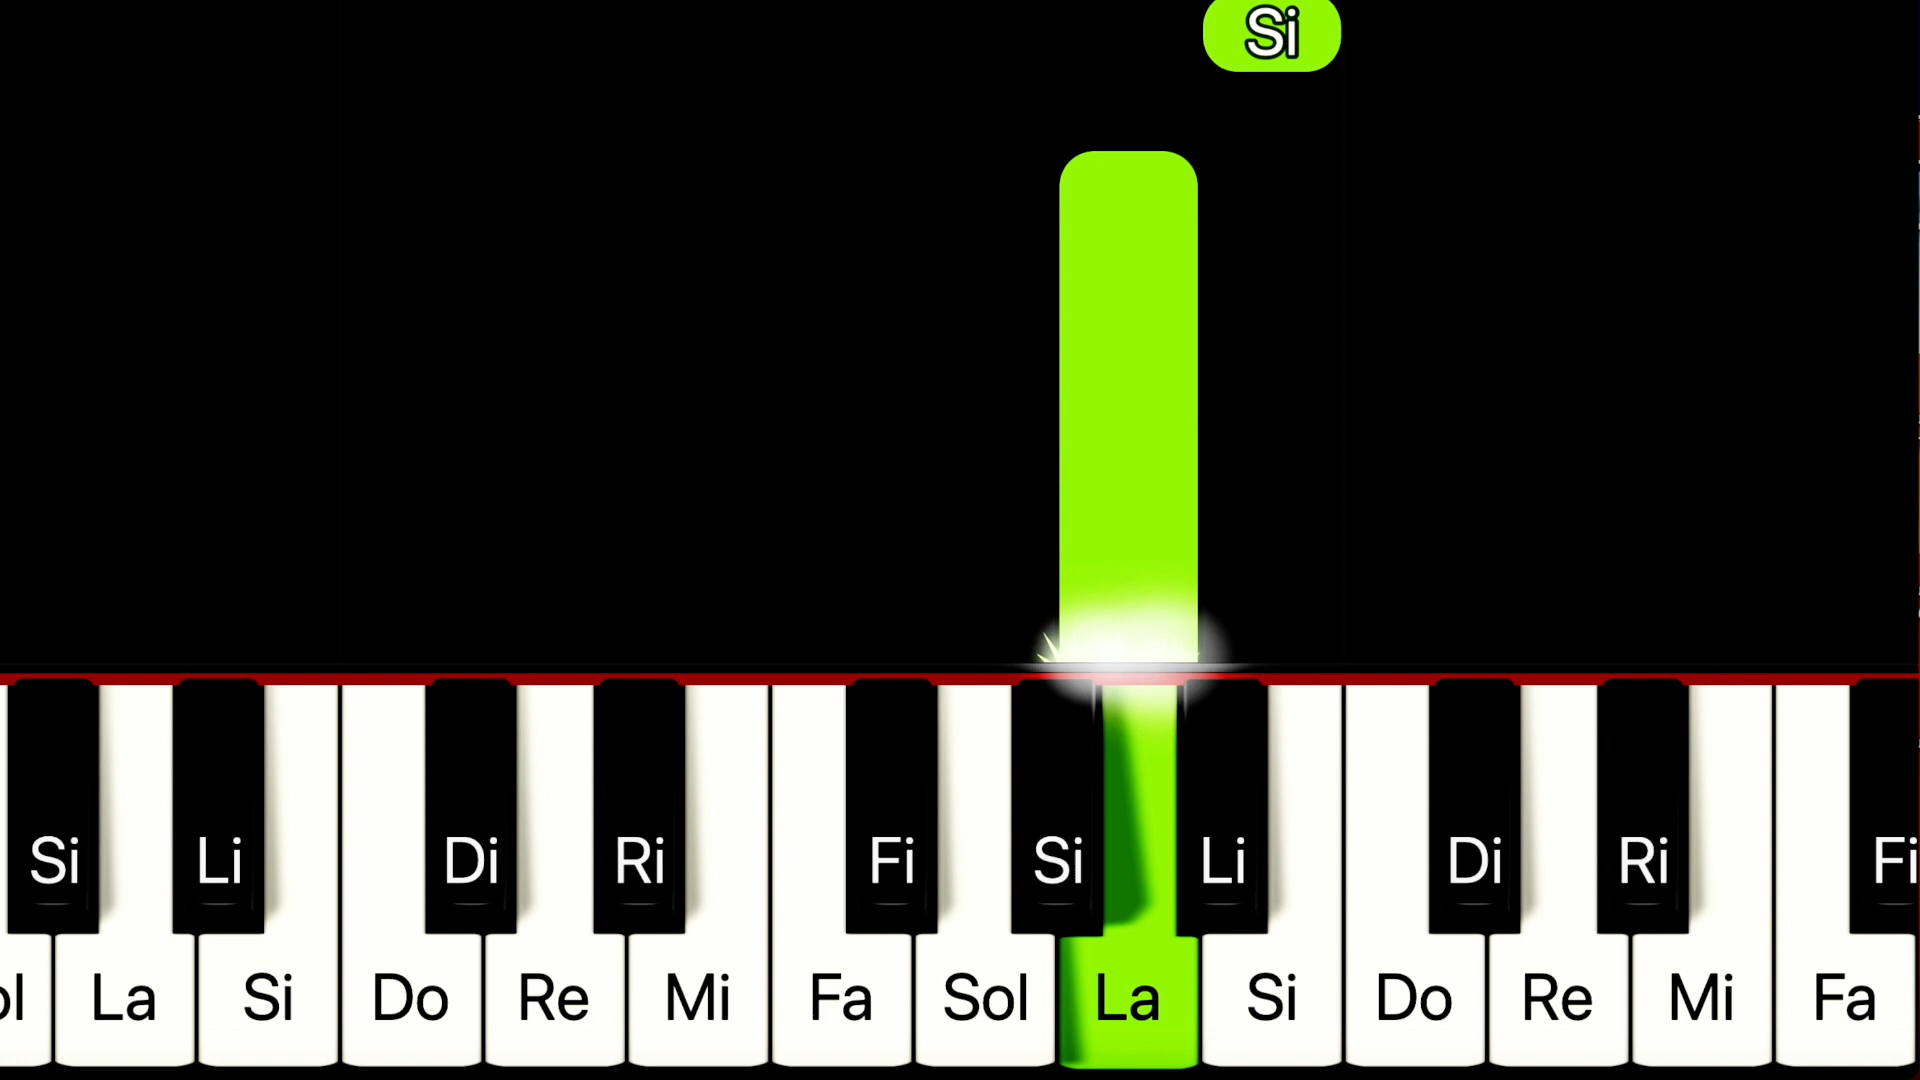 Si
Si Li Di Ri Fi Si Li Di Ri Fi
ol La Si Do Re Mi Fa Sol La Si Do Re Mi Fa